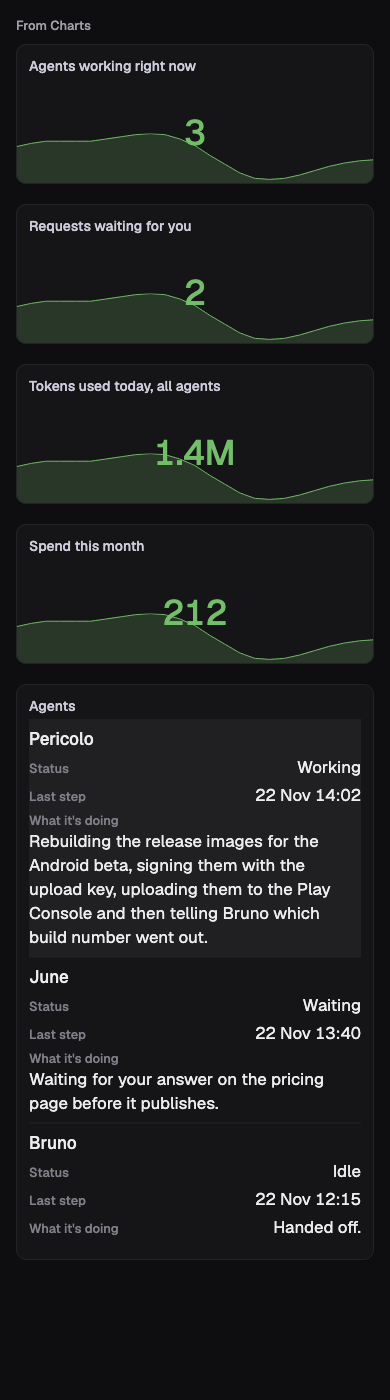 From Charts
Agents working right now
3
Requests waiting for you
2
Tokens used today, all agents
1.4M
Spend this month
212
Agents
Pericolo
Status Working
Last step 22 Nov 14:02
What it's doing
Rebuilding the release images for the
Android beta, signing them with the
upload key, uploading them to the Play
Console and then telling Bruno which
build number went out.
June
Status Waiting
Last step 22 Nov 13:40
What it's doing
Waiting for your answer on the pricing
page before it publishes.
Bruno
Status Idle
Last step 22 Nov 12:15
What it's doing Handed off.